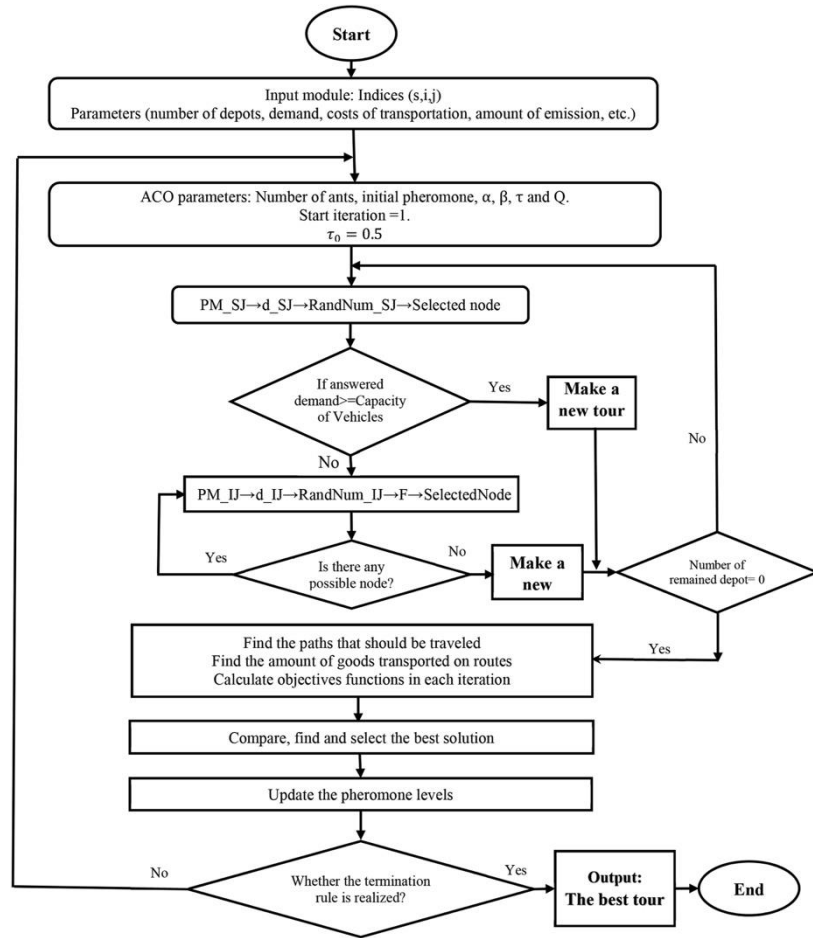 Start
Input module: Indices (s,i,j)
Parameters (number of depots, demand, costs of transportation, amount of emission, etc.)
ACO parameters: Number of ants, initial pheromone, α, β, τ and Q.
Start iteration =1.
τ₀ = 0.5
PM_SJ→d_SJ→RandNum_SJ→Selected node
If answered
demand>=Capacity
of Vehicles
Yes
Make a
new tour
No
No
PM_IJ→d_IJ→RandNum_IJ→F→SelectedNode
Yes
Is there any
possible node?
No
Make a
new
Number of
remained depot= 0
Yes
Find the paths that should be traveled
Find the amount of goods transported on routes
Calculate objectives functions in each iteration
Compare, find and select the best solution
Update the pheromone levels
No
Whether the termination
rule is realized?
Yes
Output:
The best tour
End